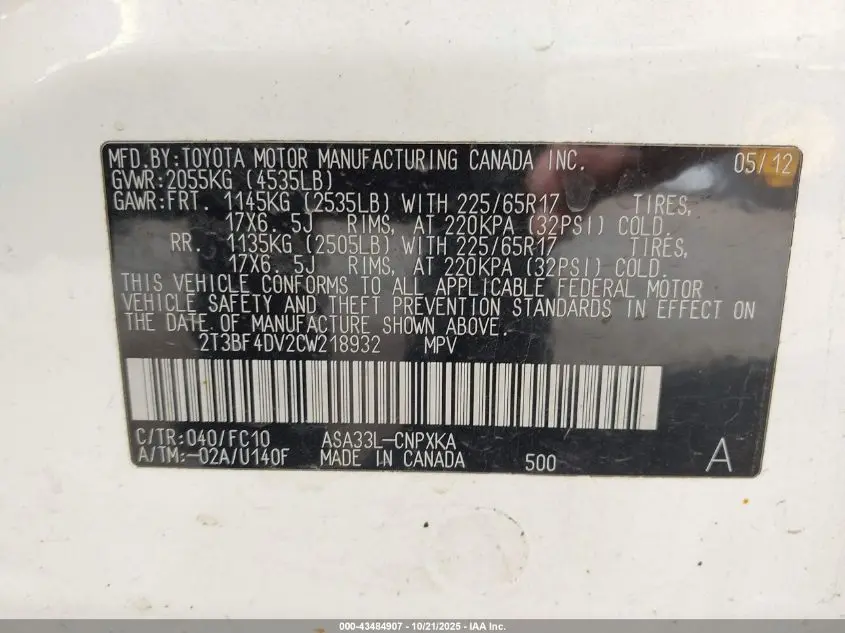 MFD.BY:TOYOTA MOTOR MANUFACTURING CANADA INC. 05/12
GVWR:2055KG (4535LB)
GAWR:FRT. 1145KG (2535LB) WITH 225/65R17 TIRES,
17X6.5J RIMS, AT 220KPA (32PSI) COLD.
RR. 1135KG (2505LB) WITH 225/65R17 TIRES,
17X6.5J RIMS, AT 220KPA (32PSI) COLD.
THIS VEHICLE CONFORMS TO ALL APPLICABLE FEDERAL MOTOR
VEHICLE SAFETY AND THEFT PREVENTION STANDARDS IN EFFECT ON
THE DATE OF MANUFACTURE SHOWN ABOVE.
2T3BF4DV2CW218932 MPV
C/TR:040/FC10 ASA33L-CNPXKA
A/TM:-02A/U140F MADE IN CANADA 500 A
000-43484907 - 10/21/2025 - IAA Inc.